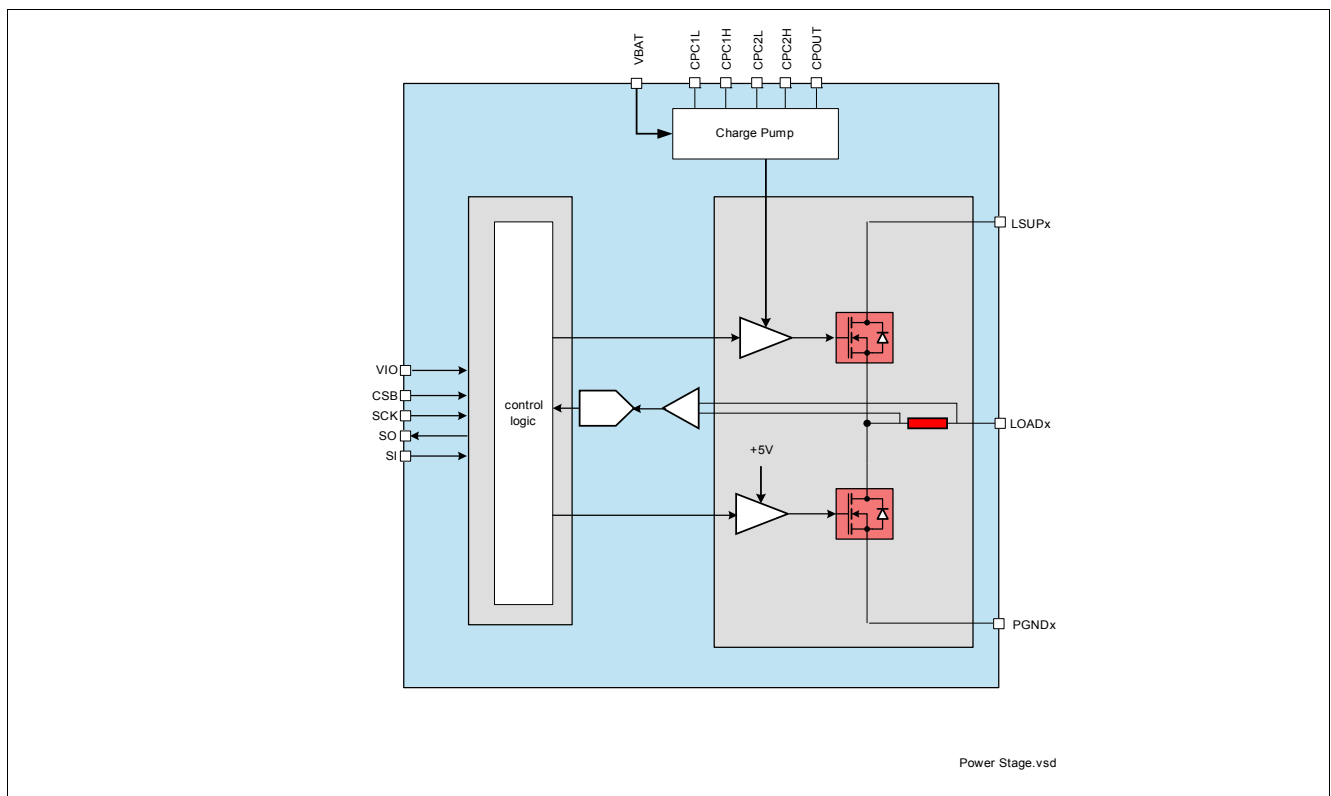 VBAT
CPC1L
CPC1H
CPC2L
CPC2H
CPOUT
Charge Pump
LSUPx
VIO
CSB
SCK
SO
SI
control
logic
LOADx
+5V
PGNDx
Power Stage.vsd